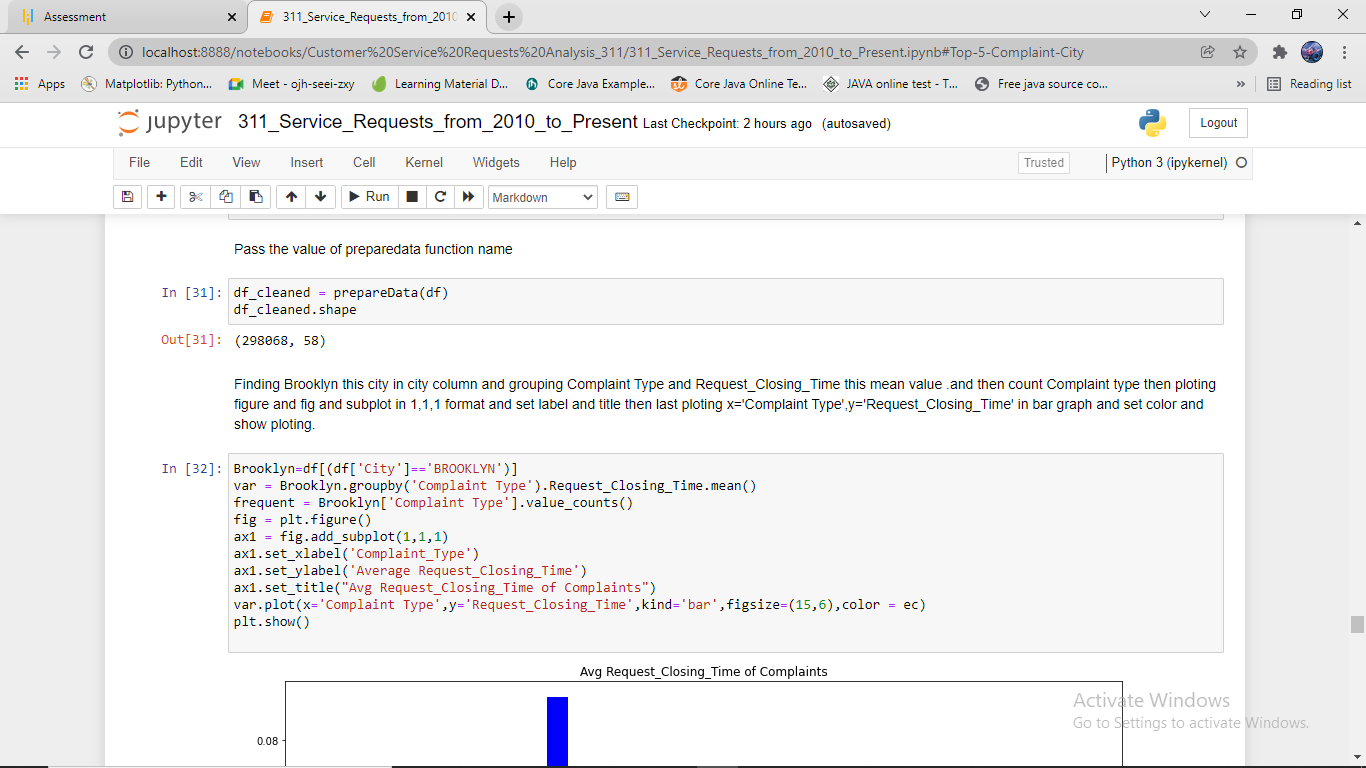 Assessment
311_Service_Requests_from_2010
localhost:8888/notebooks/Customer%20Service%20Requests%20Analysis_311/311_Service_Requests_from_2010_to_Present.ipynb#Top-5-Complaint-City
Apps Matplotlib: Python... Meet - ojh-seei-zxy Learning Material D... Core Java Example... Core Java Online Te... JAVA online test - T... Free java source co... » Reading list
jupyter 311_Service_Requests_from_2010_to_Present Last Checkpoint: 2 hours ago (autosaved) Logout
File Edit View Insert Cell Kernel Widgets Help Trusted Python 3 (ipykernel)
Run Markdown
Pass the value of preparedata function name
In [31]: df_cleaned = prepareData(df)
df_cleaned.shape
Out[31]: (298068, 58)
Finding Brooklyn this city in city column and grouping Complaint Type and Request_Closing_Time this mean value .and then count Complaint type then ploting
figure and fig and subplot in 1,1,1 format and set label and title then last ploting x='Complaint Type',y='Request_Closing_Time' in bar graph and set color and
show ploting.
In [32]: Brooklyn=df[(df['City']=='BROOKLYN')]
var = Brooklyn.groupby('Complaint Type').Request_Closing_Time.mean()
frequent = Brooklyn['Complaint Type'].value_counts()
fig = plt.figure()
ax1 = fig.add_subplot(1,1,1)
ax1.set_xlabel('Complaint_Type')
ax1.set_ylabel('Average Request_Closing_Time')
ax1.set_title("Avg Request_Closing_Time of Complaints")
var.plot(x='Complaint Type',y='Request_Closing_Time',kind='bar',figsize=(15,6),color = ec)
plt.show()
Avg Request_Closing_Time of Complaints
0.08
Activate Windows
Go to Settings to activate Windows.